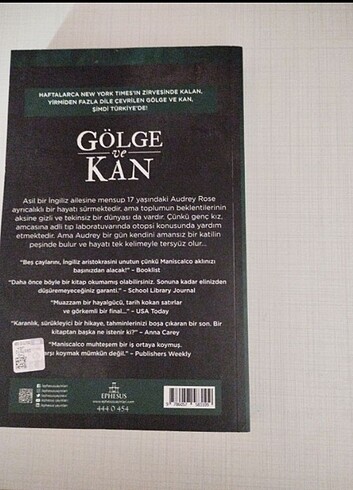 HAFTALARCA NEW YORK TIMES'IN ZİRVESİNDE KALAN,
YİRMİDEN FAZLA DİLE ÇEVRİLEN GÖLGE VE KAN,
ŞİMDİ TÜRKİYE'DE!
GÖLGE
ve
KAN
Asil bir İngiliz ailesine mensup 17 yaşındaki Audrey Rose
ayrıcalıklı bir hayatı sürmektedir, ama toplumun beklentilerinin
aksine gizli ve tekinsiz bir dünyası da vardır. Çünkü genç kız,
amcasına adli tıp laboratuvarında otopsi konusunda yardım
etmektedir. Ama Audrey bir gün kendini amansız bir katilin
peşinde bulur ve hayatı tek kelimeyle tersyüz olur...
"Beş çaylarını, İngiliz aristokrasini unutun çünkü Maniscalco aklınızı
başınızdan alacak!" – Booklist
"Daha önce böyle bir kitap okumamış olabilirsiniz. Sonuna kadar elinizden
düşüremeyeceğiniz garanti." – School Library Journal
"Muazzam bir hayalgücü, tarih kokan satırlar
ve görkemli bir final..." – USA Today
"Karanlık, sürükleyici bir hikaye, tahminlerinizi boşa çıkaran bir son. Bir
kitaptan başka ne istenir ki?" – Anna Carey
"Maniscalco muhteşem bir iş ortaya koymuş.
arşı koymak mümkün değil." – Publishers Weekly
EPHESUS
444 0 454